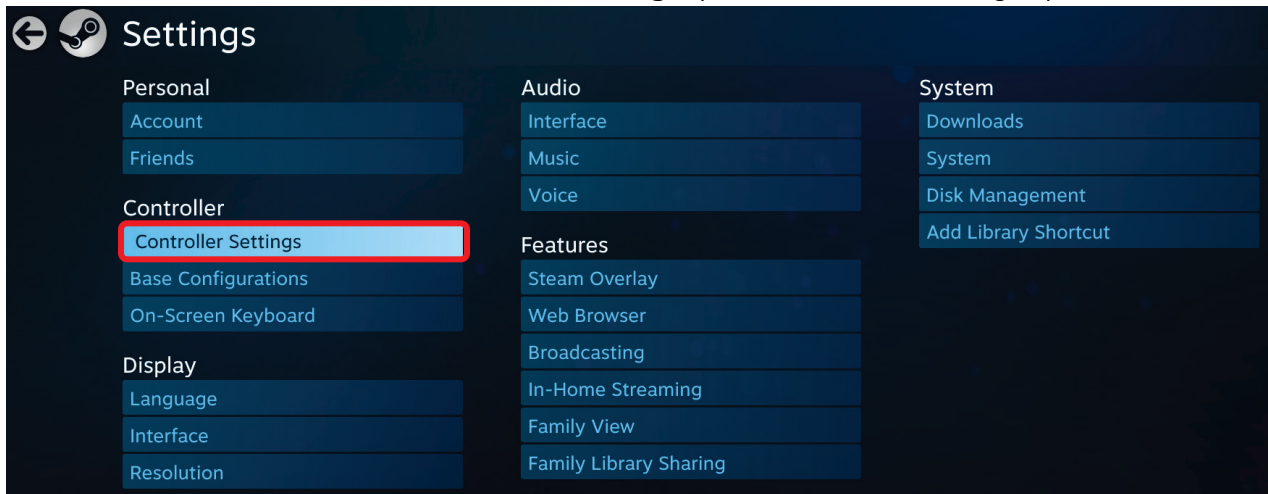 Settings
Personal
Account
Friends
Controller
Controller Settings
Base Configurations
On-Screen Keyboard
Display
Language
Interface
Resolution
Audio
Interface
Music
Voice
Features
Steam Overlay
Web Browser
Broadcasting
In-Home Streaming
Family View
Family Library Sharing
System
Downloads
System
Disk Management
Add Library Shortcut